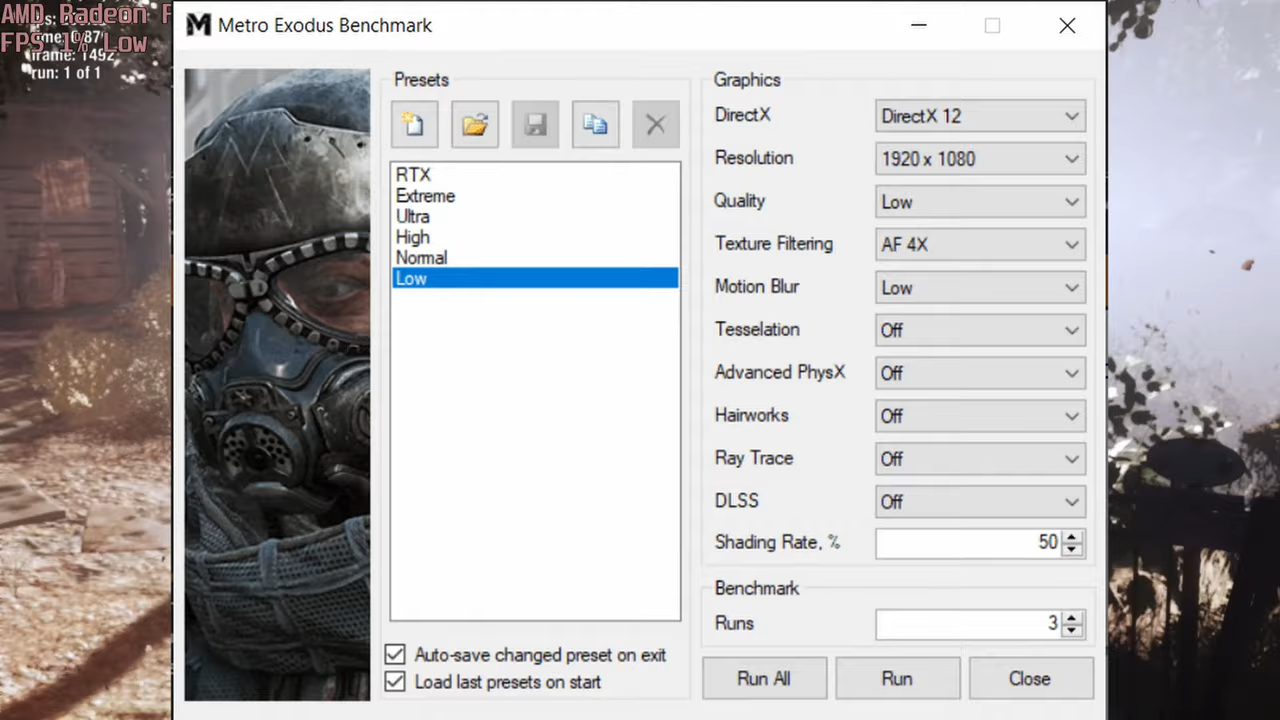 AMD Radeon
FPS 1% Low
frame: 1492
run: 1 of 1
Metro Exodus Benchmark
Presets
RTX
Extreme
Ultra
High
Normal
Low
Auto-save changed preset on exit
Load last presets on start
Graphics
DirectX DirectX 12
Resolution 1920 x 1080
Quality Low
Texture Filtering AF 4X
Motion Blur Low
Tesselation Off
Advanced PhysX Off
Hairworks Off
Ray Trace Off
DLSS Off
Shading Rate, % 50
Benchmark
Runs 3
Run All Run Close